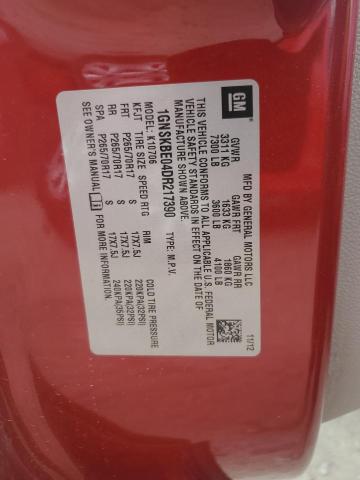 GM
MFD BY GENERAL MOTORS LLC
11/12
GVWR GAWR FRT GAWR RR
3311 KG 1633 KG 1860 KG
7300 LB 3600 LB 4100 LB
THIS VEHICLE CONFORMS TO ALL APPLICABLE U.S. FEDERAL MOTOR
VEHICLE SAFETY STANDARDS IN EFFECT ON THE DATE OF
MANUFACTURE SHOWN ABOVE.
1GNSKBE04DR217390 TYPE: M.P.V.
MODEL: K10706
KFJT TIRE SIZE SPEED RTG RIM COLD TIRE PRESSURE
FRT P265/70R17 S 17X7.5J 220KPA(32PSI)
RR P265/70R17 S 17X7.5J 220KPA(32PSI)
SPA P265/70R17 S 17X7.5J 240KPA(35PSI)
SEE OWNER'S MANUAL FOR MORE INFORMATION.